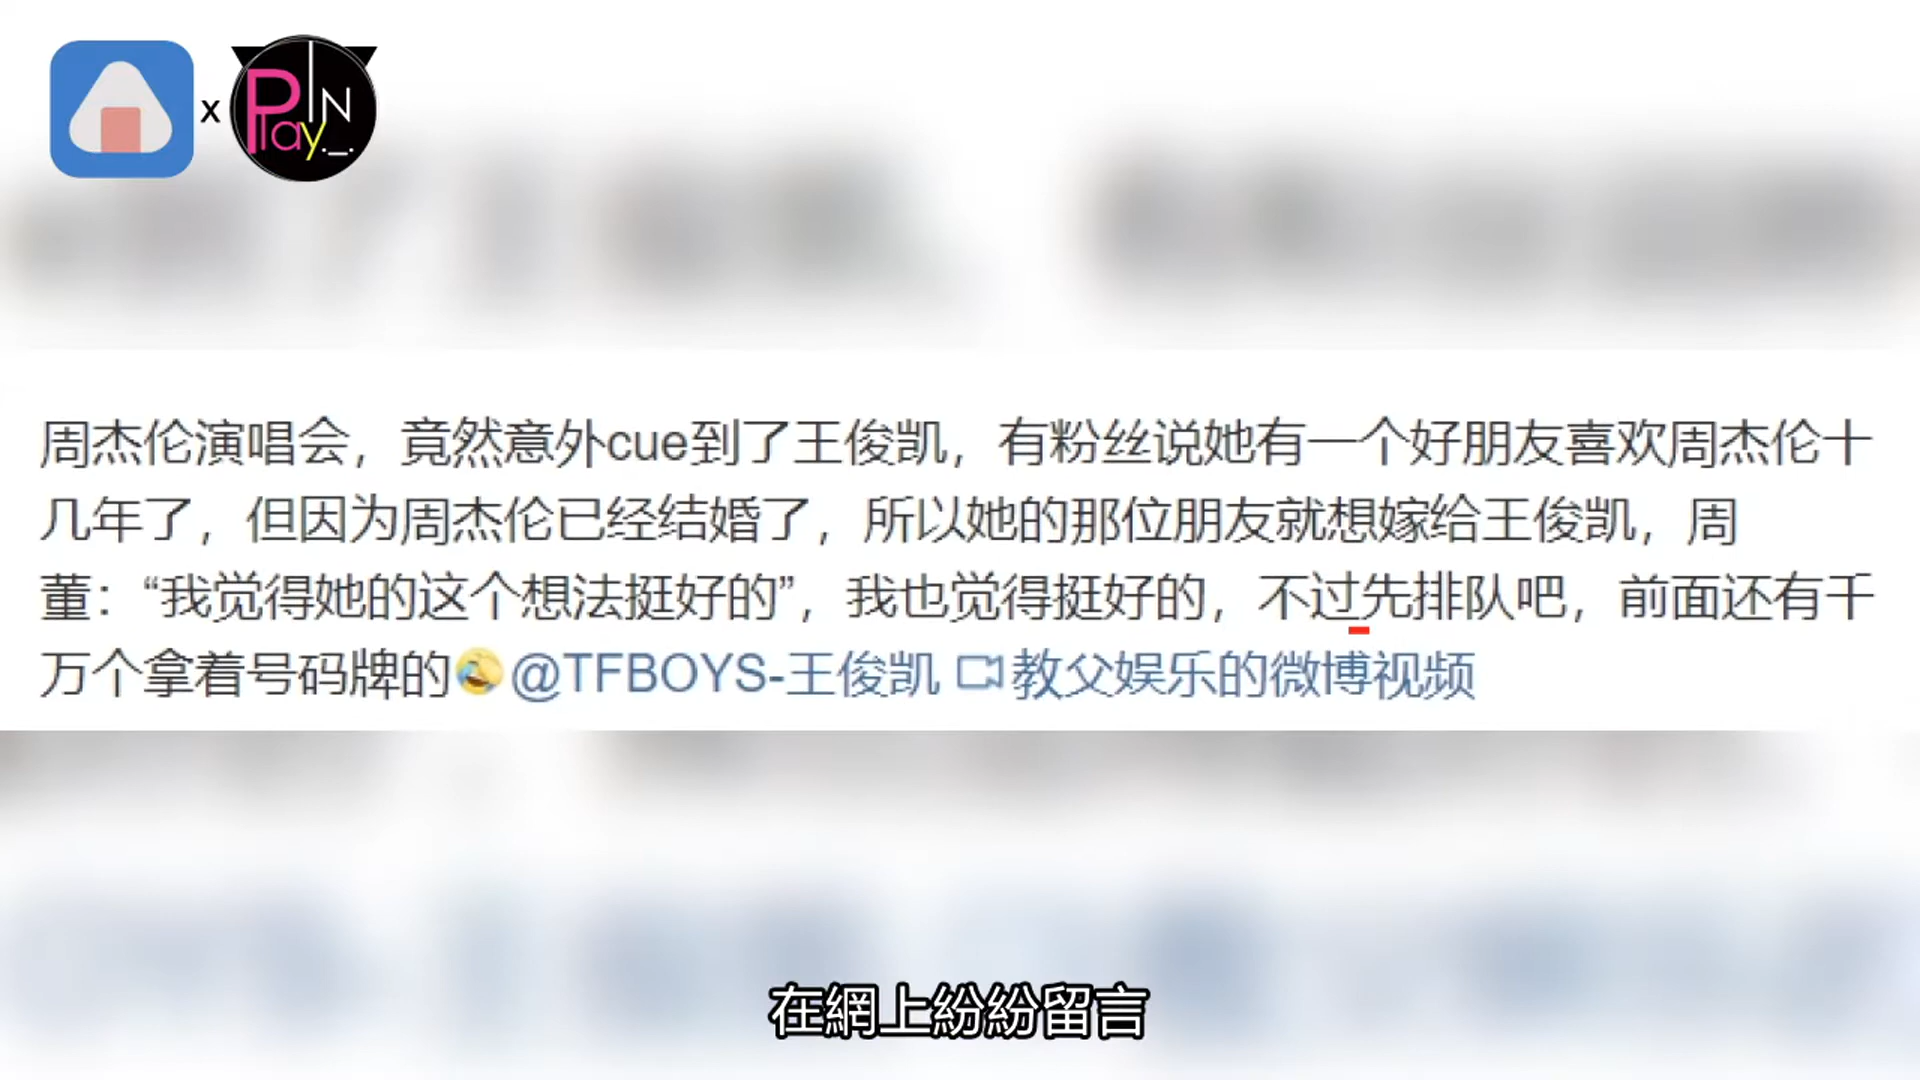 x
PlayIN._.
周杰伦演唱会，竟然意外cue到了王俊凯，有粉丝说她有一个好朋友喜欢周杰伦十
几年了，但因为周杰伦已经结婚了，所以她的那位朋友就想嫁给王俊凯，周
董：“我觉得她的这个想法挺好的”，我也觉得挺好的，不过先排队吧，前面还有千
万个拿着号码牌的🤣@TFBOYS-王俊凯 教父娱乐的微博视频
在網上紛紛留言